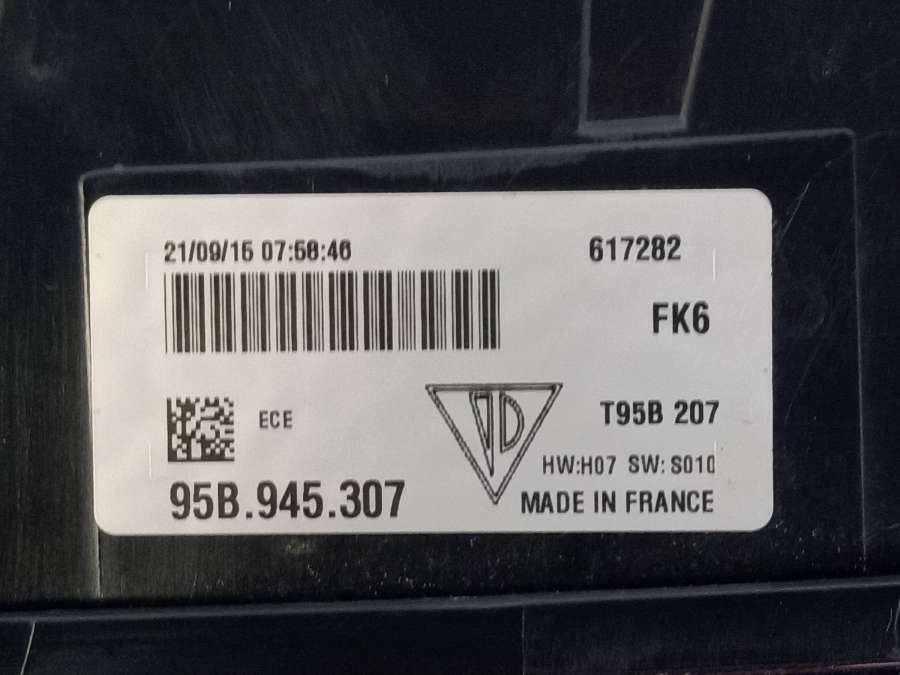 21/09/15 07:58:46
617282
FK6
ECE
T95B 207
HW:H07 SW:S010
95B.945.307
MADE IN FRANCE